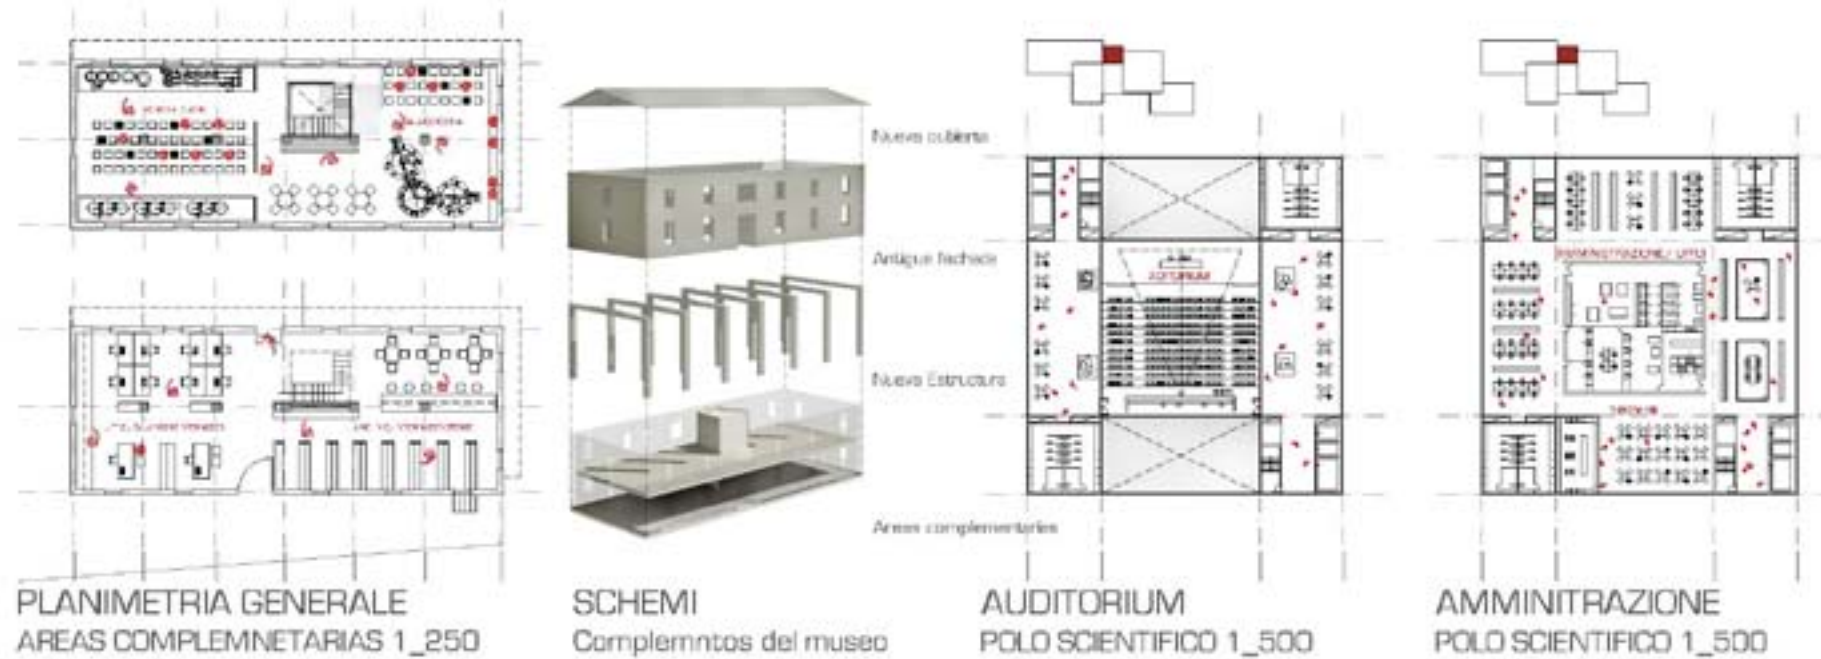 Nueva cubierta
Antigua fachada
Nueva Estructura
Areas complementarias
AUDITORIUM
PLANIMETRIA GENERALE
AREAS COMPLEMNETARIAS 1_250
SCHEMI
Complemntos del museo
AUDITORIUM
POLO SCIENTIFICO 1_500
AMMINITRAZIONE
POLO SCIENTIFICO 1_500